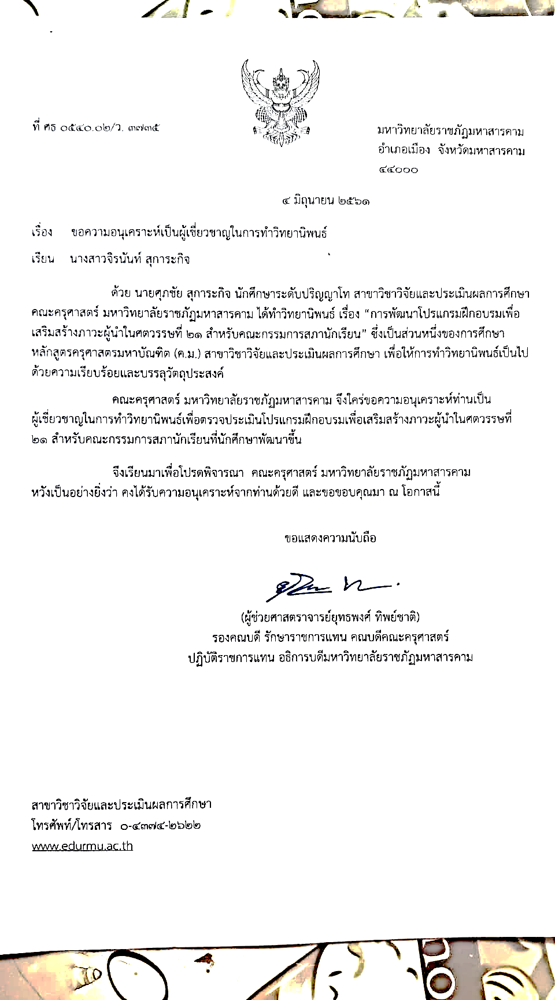 ที่ ศธ ๐๕๔๐.๐๒/ว. ๓๗๓๕
มหาวิทยาลัยราชภัฏมหาสารคาม
อำเภอเมือง จังหวัดมหาสารคาม
๔๔๐๐๐
๔ มิถุนายน ๒๕๖๑
เรื่อง ขอความอนุเคราะห์เป็นผู้เชี่ยวชาญในการทำวิทยานิพนธ์
เรียน นางสาวจิรนันท์ สุการะกิจ
ด้วย นายศุภชัย สุการะกิจ นักศึกษาระดับปริญญาโท สาขาวิชาวิจัยและประเมินผลการศึกษา
คณะครุศาสตร์ มหาวิทยาลัยราชภัฏมหาสารคาม ได้ทำวิทยานิพนธ์ เรื่อง “การพัฒนาโปรแกรมฝึกอบรมเพื่อ
เสริมสร้างภาวะผู้นำในศตวรรษที่ ๒๑ สำหรับคณะกรรมการสภานักเรียน” ซึ่งเป็นส่วนหนึ่งของการศึกษา
หลักสูตรครุศาสตรมหาบัณฑิต (ค.ม.) สาขาวิชาวิจัยและประเมินผลการศึกษา เพื่อให้การทำวิทยานิพนธ์เป็นไป
ด้วยความเรียบร้อยและบรรลุวัตถุประสงค์
คณะครุศาสตร์ มหาวิทยาลัยราชภัฏมหาสารคาม จึงใคร่ขอความอนุเคราะห์ท่านเป็น
ผู้เชี่ยวชาญในการทำวิทยานิพนธ์เพื่อตรวจประเมินโปรแกรมฝึกอบรมเพื่อเสริมสร้างภาวะผู้นำในศตวรรษที่
๒๑ สำหรับคณะกรรมการสภานักเรียนที่นักศึกษาพัฒนาขึ้น
จึงเรียนมาเพื่อโปรดพิจารณา คณะครุศาสตร์ มหาวิทยาลัยราชภัฏมหาสารคาม
หวังเป็นอย่างยิ่งว่า คงได้รับความอนุเคราะห์จากท่านด้วยดี และขอขอบคุณมา ณ โอกาสนี้
ขอแสดงความนับถือ
(ผู้ช่วยศาสตราจารย์ยุทธพงศ์ ทิพย์ชาติ)
รองคณบดี รักษาราชการแทน คณบดีคณะครุศาสตร์
ปฏิบัติราชการแทน อธิการบดีมหาวิทยาลัยราชภัฏมหาสารคาม
สาขาวิชาวิจัยและประเมินผลการศึกษา
โทรศัพท์/โทรสาร ๐-๔๓๗๔-๒๖๒๒
www.edurmu.ac.th